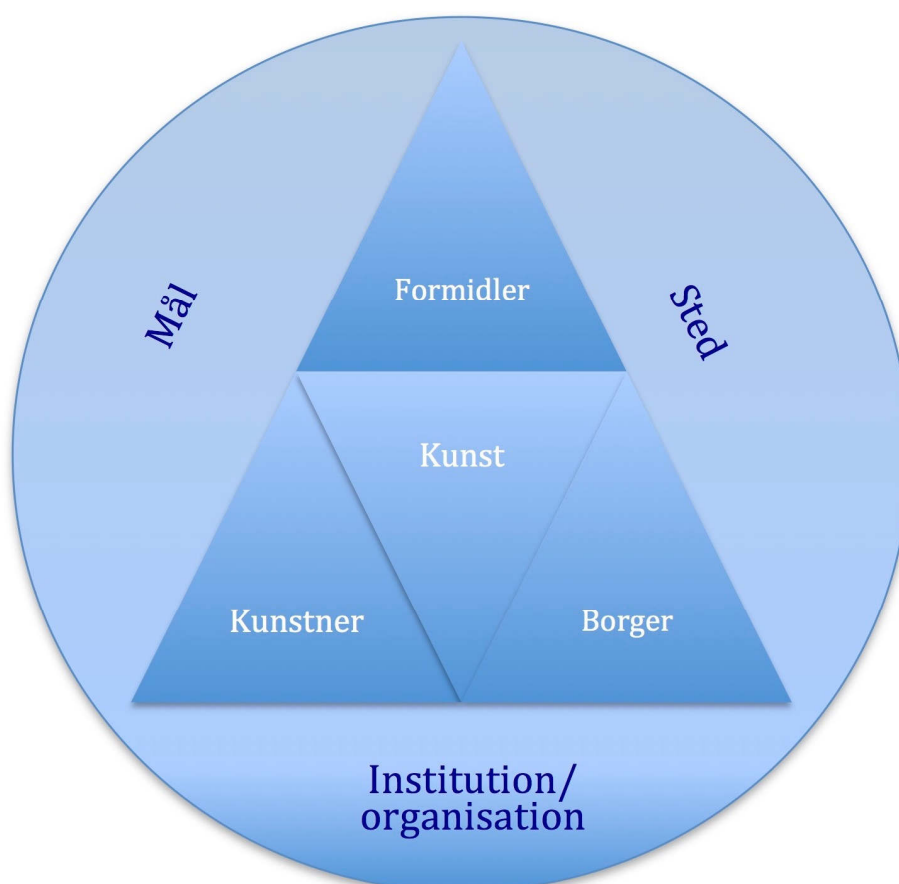 Formidler
Mål
Sted
Kunst
Kunstner
Borger
Institution/
organisation